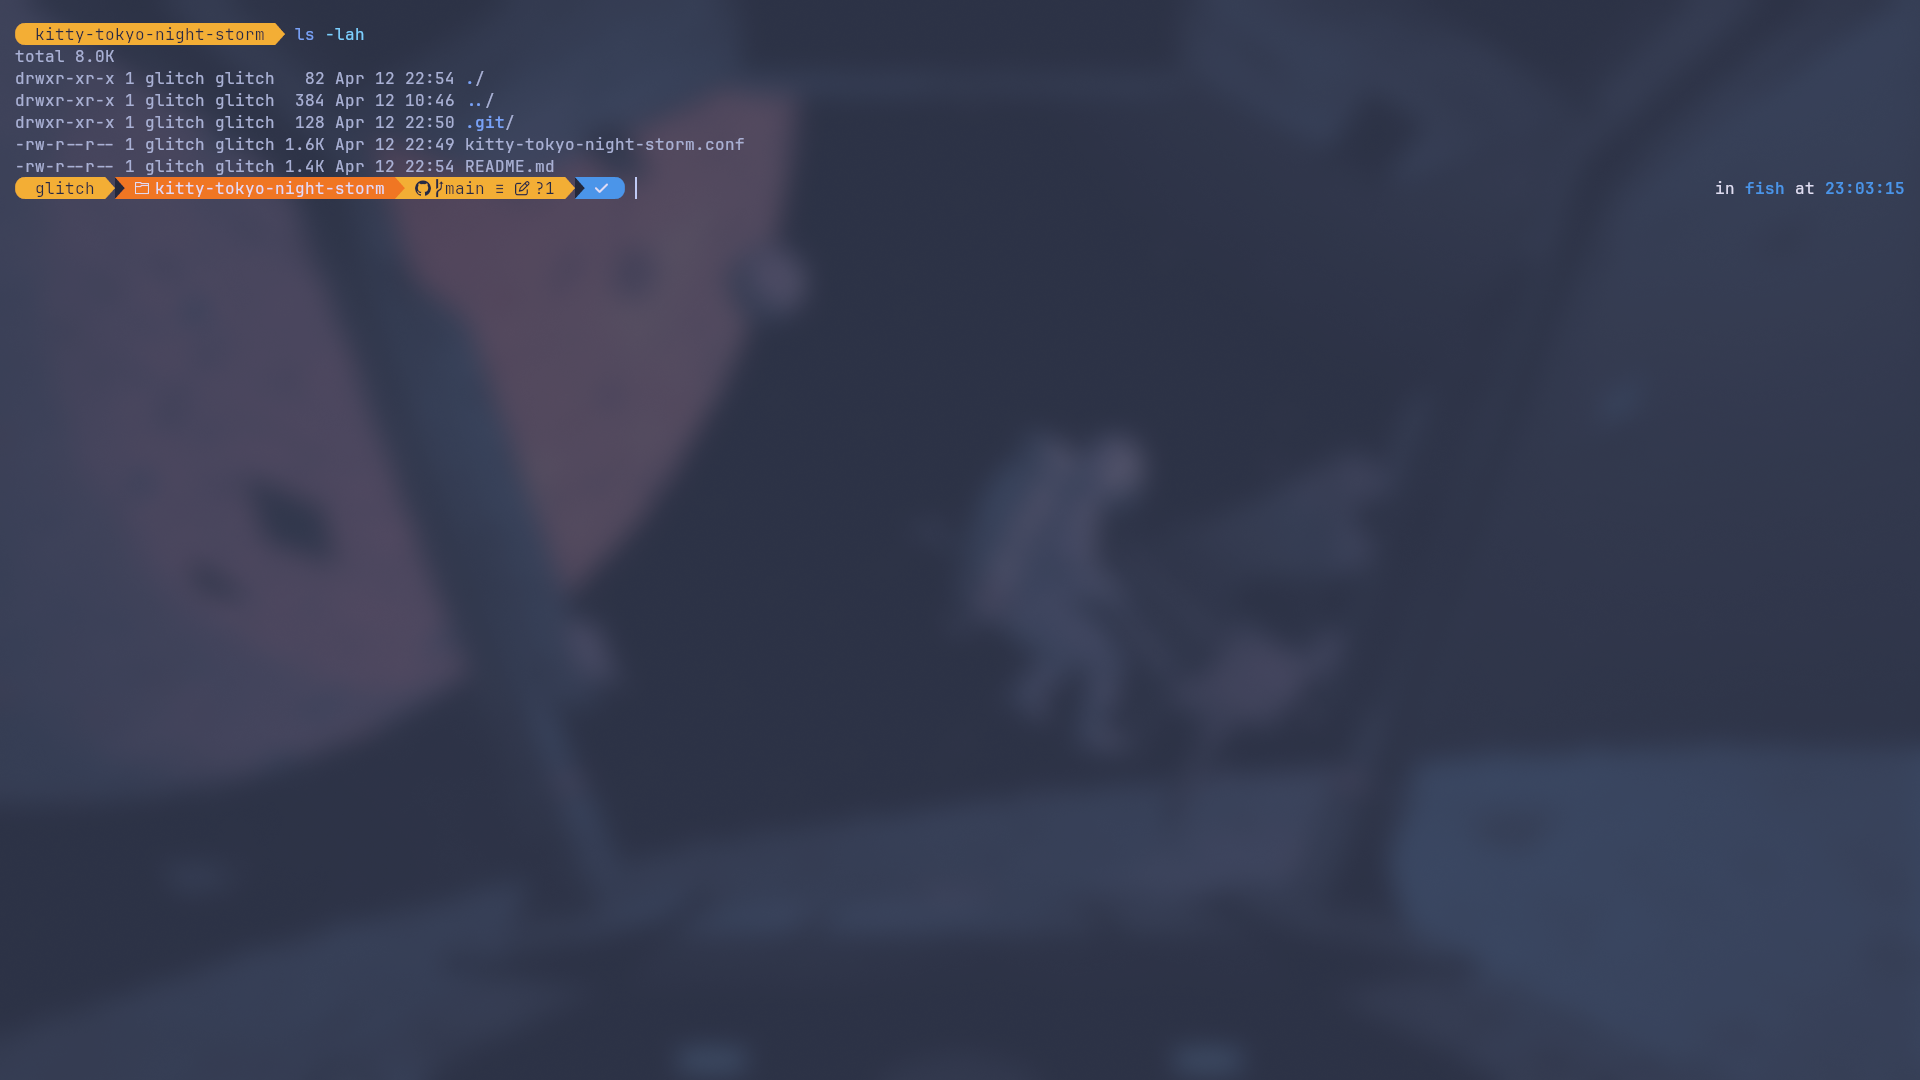 kitty-tokyo-night-storm ls -lah
total 8.0K
drwxr-xr-x 1 glitch glitch   82 Apr 12 22:54 ./
drwxr-xr-x 1 glitch glitch  384 Apr 12 10:46 ../
drwxr-xr-x 1 glitch glitch  128 Apr 12 22:50 .git/
-rw-r--r-- 1 glitch glitch 1.6K Apr 12 22:49 kitty-tokyo-night-storm.conf
-rw-r--r-- 1 glitch glitch 1.4K Apr 12 22:54 README.md
glitch kitty-tokyo-night-storm main ≡ ?1 in fish at 23:03:15